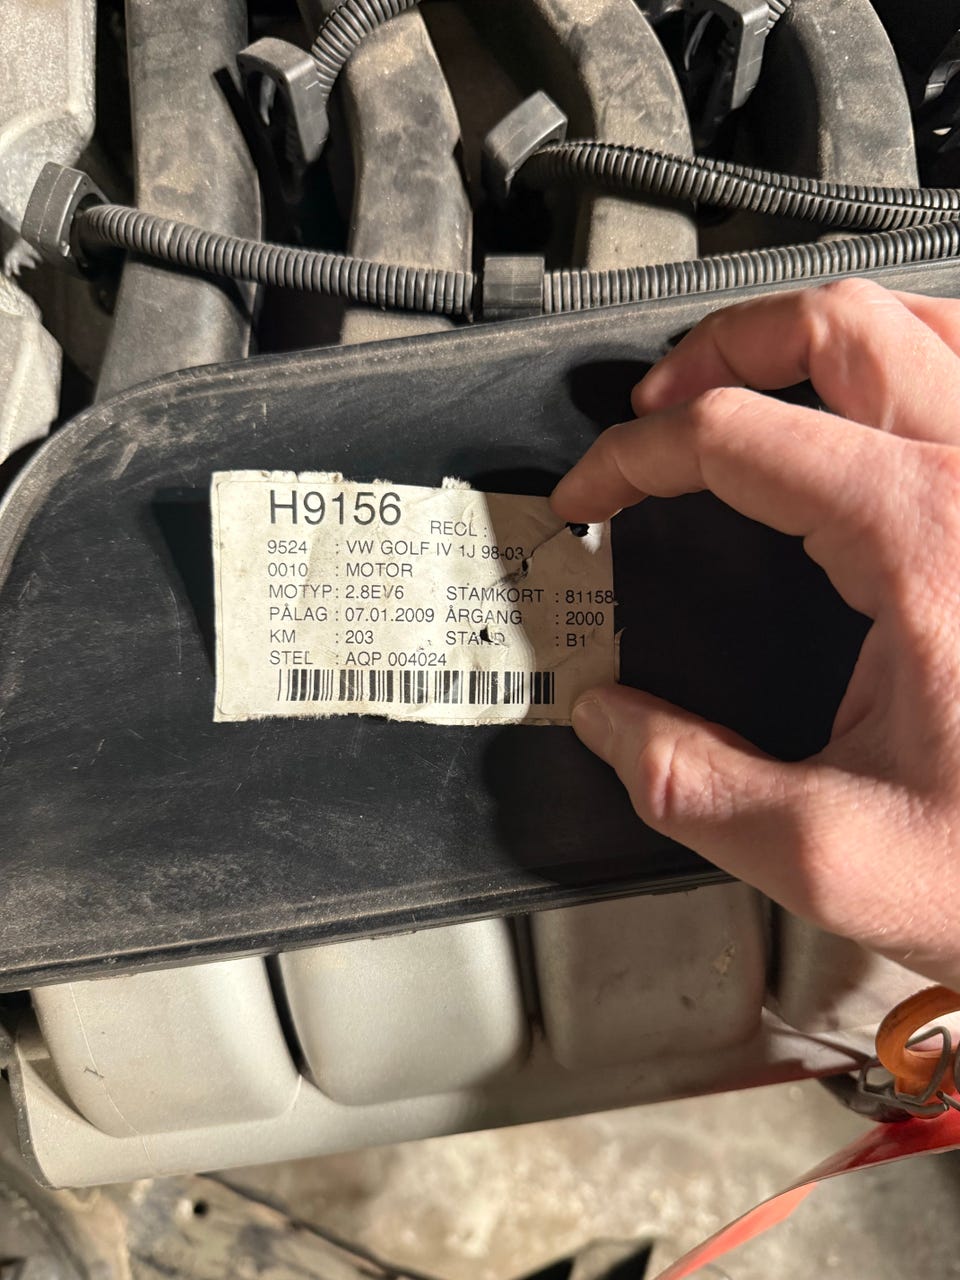 H9156 RECL :
9524 : VW GOLF IV 1J 98-03
0010 : MOTOR
MOTYP : 2.8EV6 STAMKORT : 81158
PÅLAG : 07.01.2009 ÅRGANG : 2000
KM : 203 STAND : B1
STEL : AQP 004024